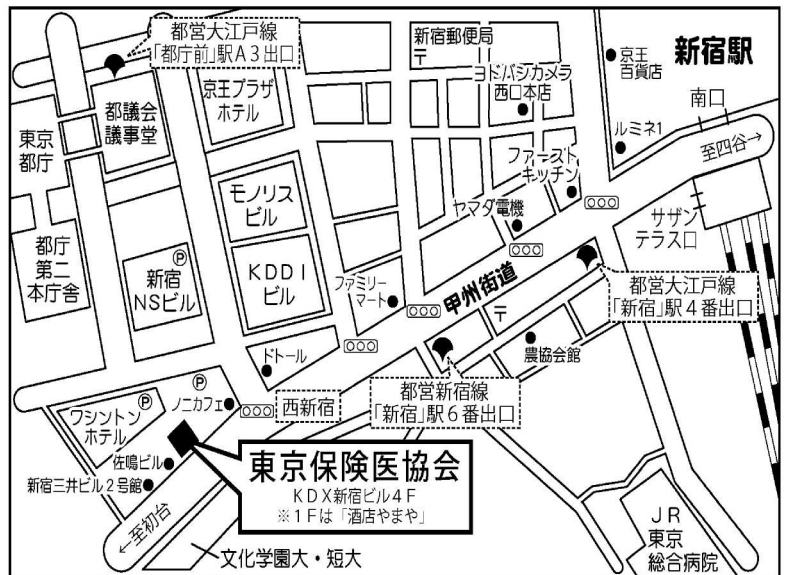 都営大江戸線
「都庁前」駅A3出口
新宿郵便局
〒
ヨドバシカメラ
西口本店
京王
百貨店
新宿駅
南口
ルミネ1
至四谷→
東京
都庁
都議会
議事堂
京王プラザ
ホテル
ファースト
キッチン
モノリス
ビル
ヤマダ電機
サザン
テラス口
都庁
第二
本庁舎
Ⓟ
新宿
NSビル
KDDI
ビル
ファミリー
マート
甲州街道
〒
都営大江戸線
「新宿」駅4番出口
ドトール
農協会館
Ⓟ
ノニカフェ
西新宿
都営新宿線
「新宿」駅6番出口
ワシントン
ホテル
Ⓟ
佐鳴ビル
新宿三井ビル2号館
東京保険医協会
KDX新宿ビル4F
※1Fは「酒店やまや」
←至初台
文化学園大・短大
JR
東京
総合病院